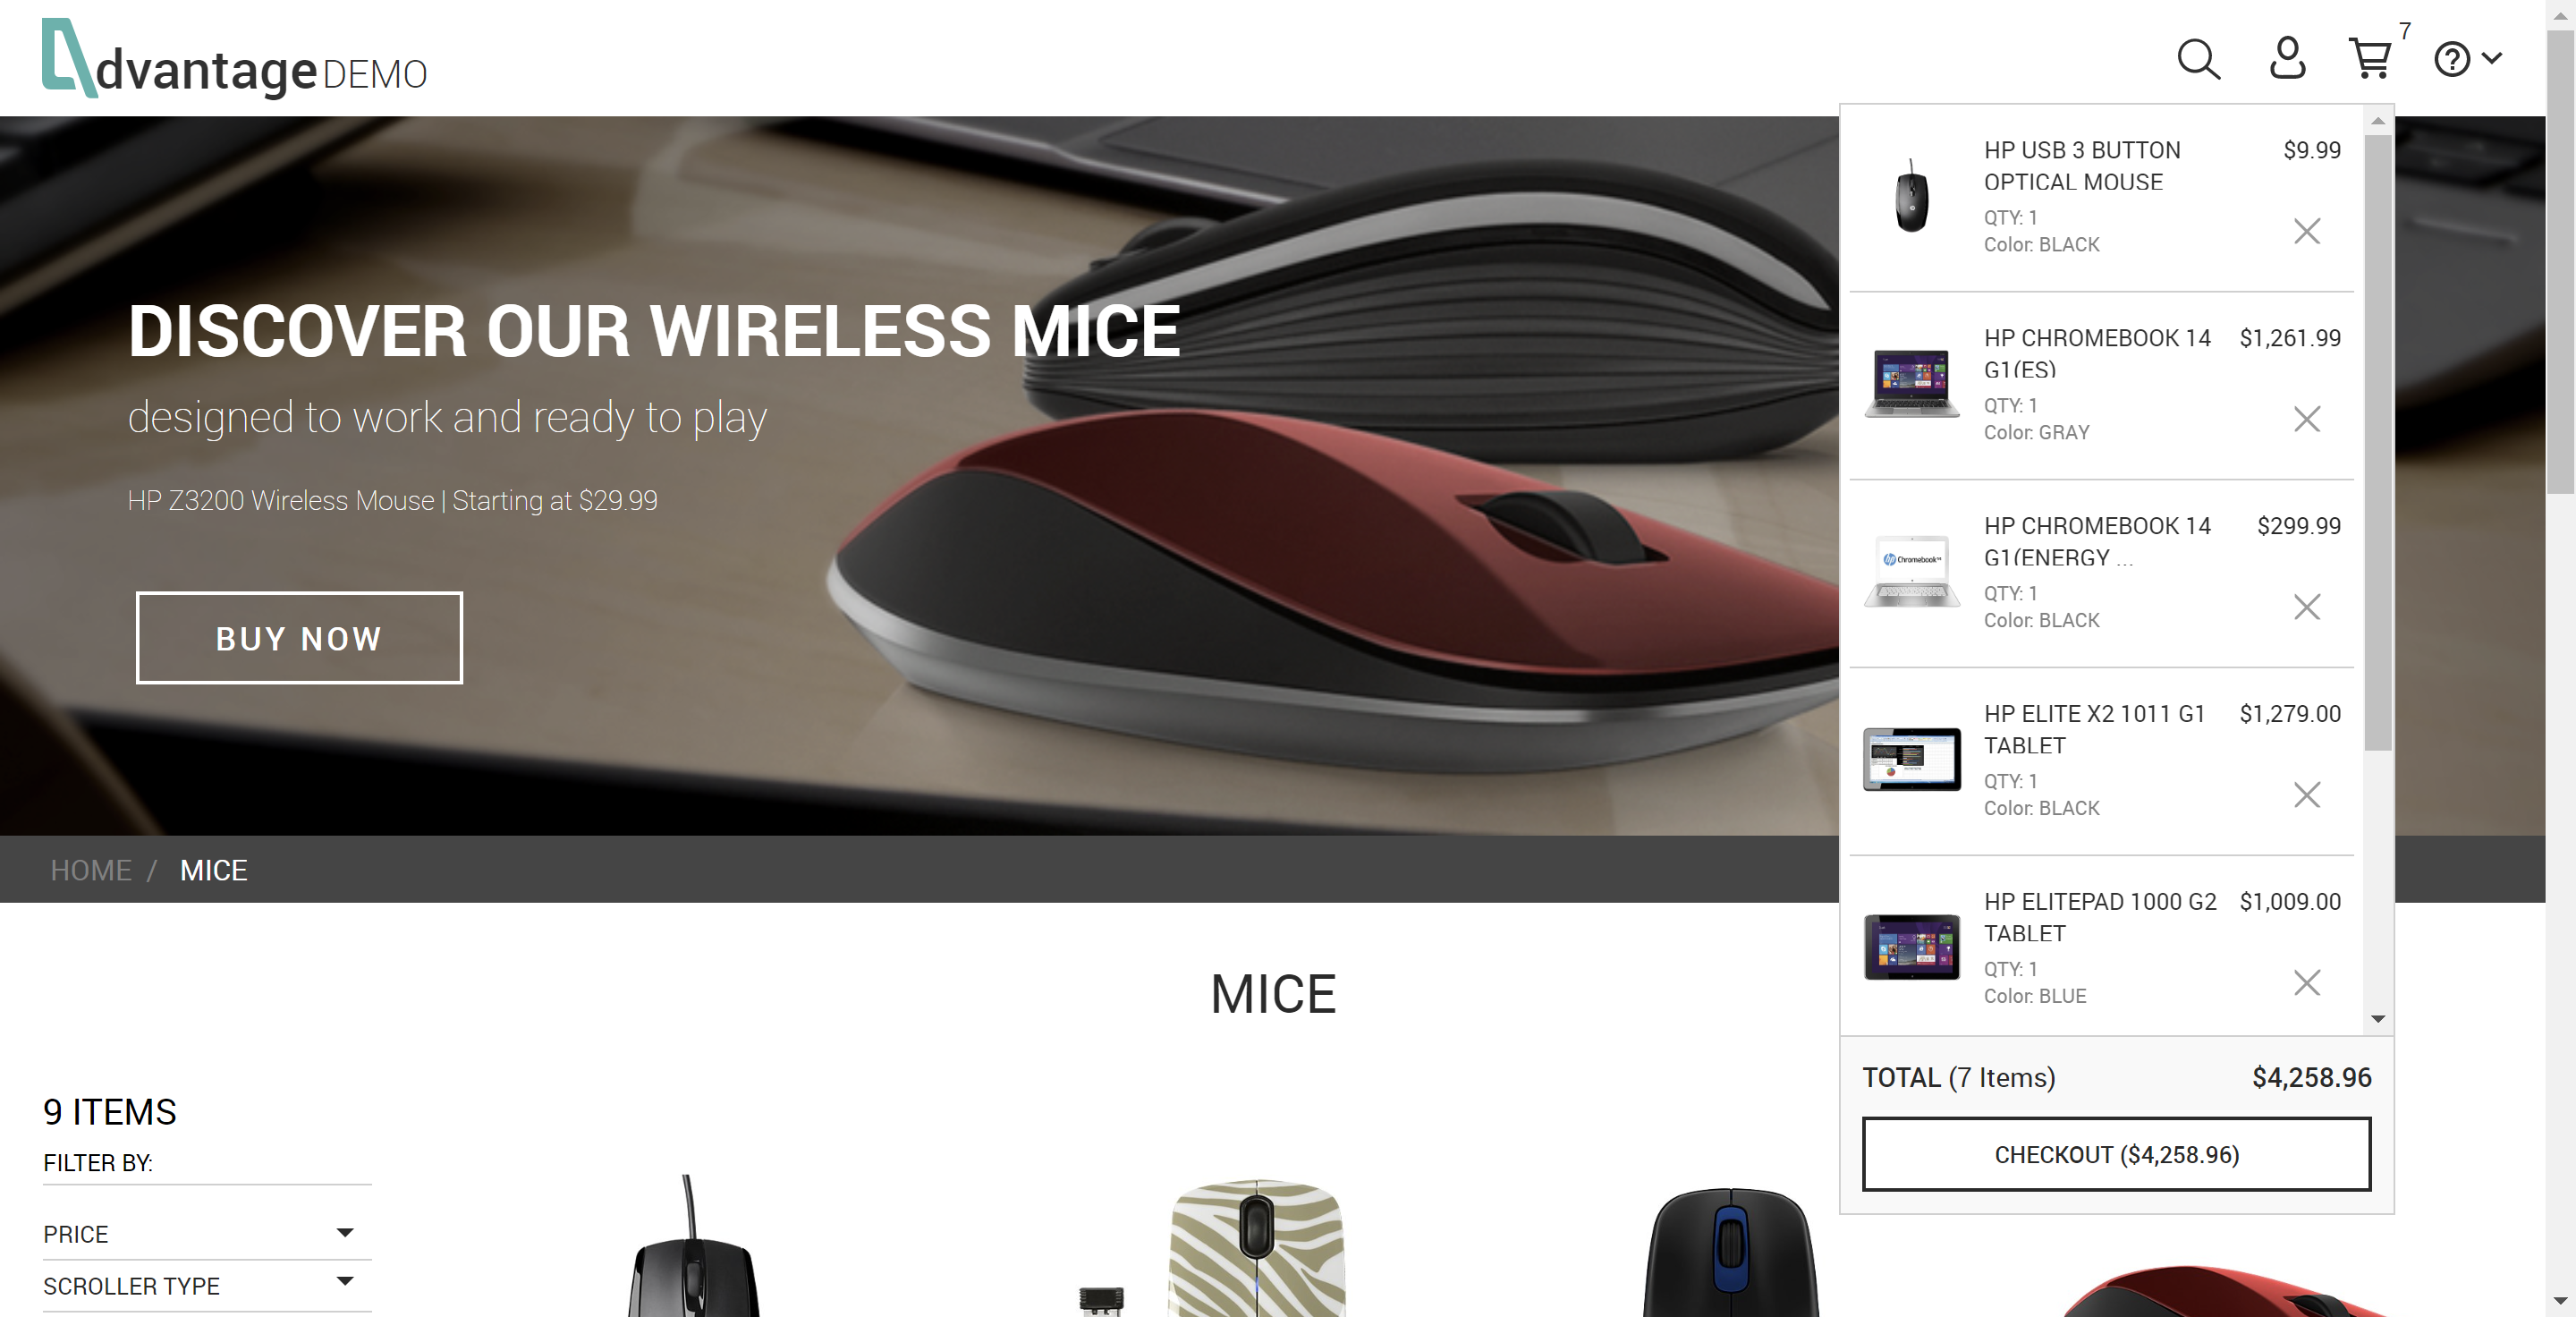 dvantage DEMO
7
DISCOVER OUR WIRELESS MICE
designed to work and ready to play
HP Z3200 Wireless Mouse | Starting at $29.99
BUY NOW
HP USB 3 BUTTON OPTICAL MOUSE
$9.99
QTY: 1
Color: BLACK
HP CHROMEBOOK 14 G1(ES)
$1,261.99
QTY: 1
Color: GRAY
hp Chromebook
HP CHROMEBOOK 14 G1(ENERGY ...
$299.99
QTY: 1
Color: BLACK
HP ELITE X2 1011 G1 TABLET
$1,279.00
QTY: 1
Color: BLACK
HP ELITEPAD 1000 G2 TABLET
$1,009.00
QTY: 1
Color: BLUE
TOTAL (7 Items) $4,258.96
CHECKOUT ($4,258.96)
HOME / MICE
MICE
9 ITEMS
FILTER BY:
PRICE
SCROLLER TYPE